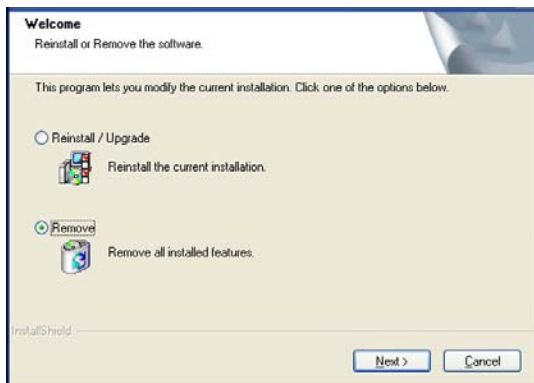 Welcome
Reinstall or Remove the software.
This program lets you modify the current installation. Click one of the options below.
Reinstall / Upgrade
Reinstall the current installation.
Remove
Remove all installed features.
InstallShield
Next >
Cancel